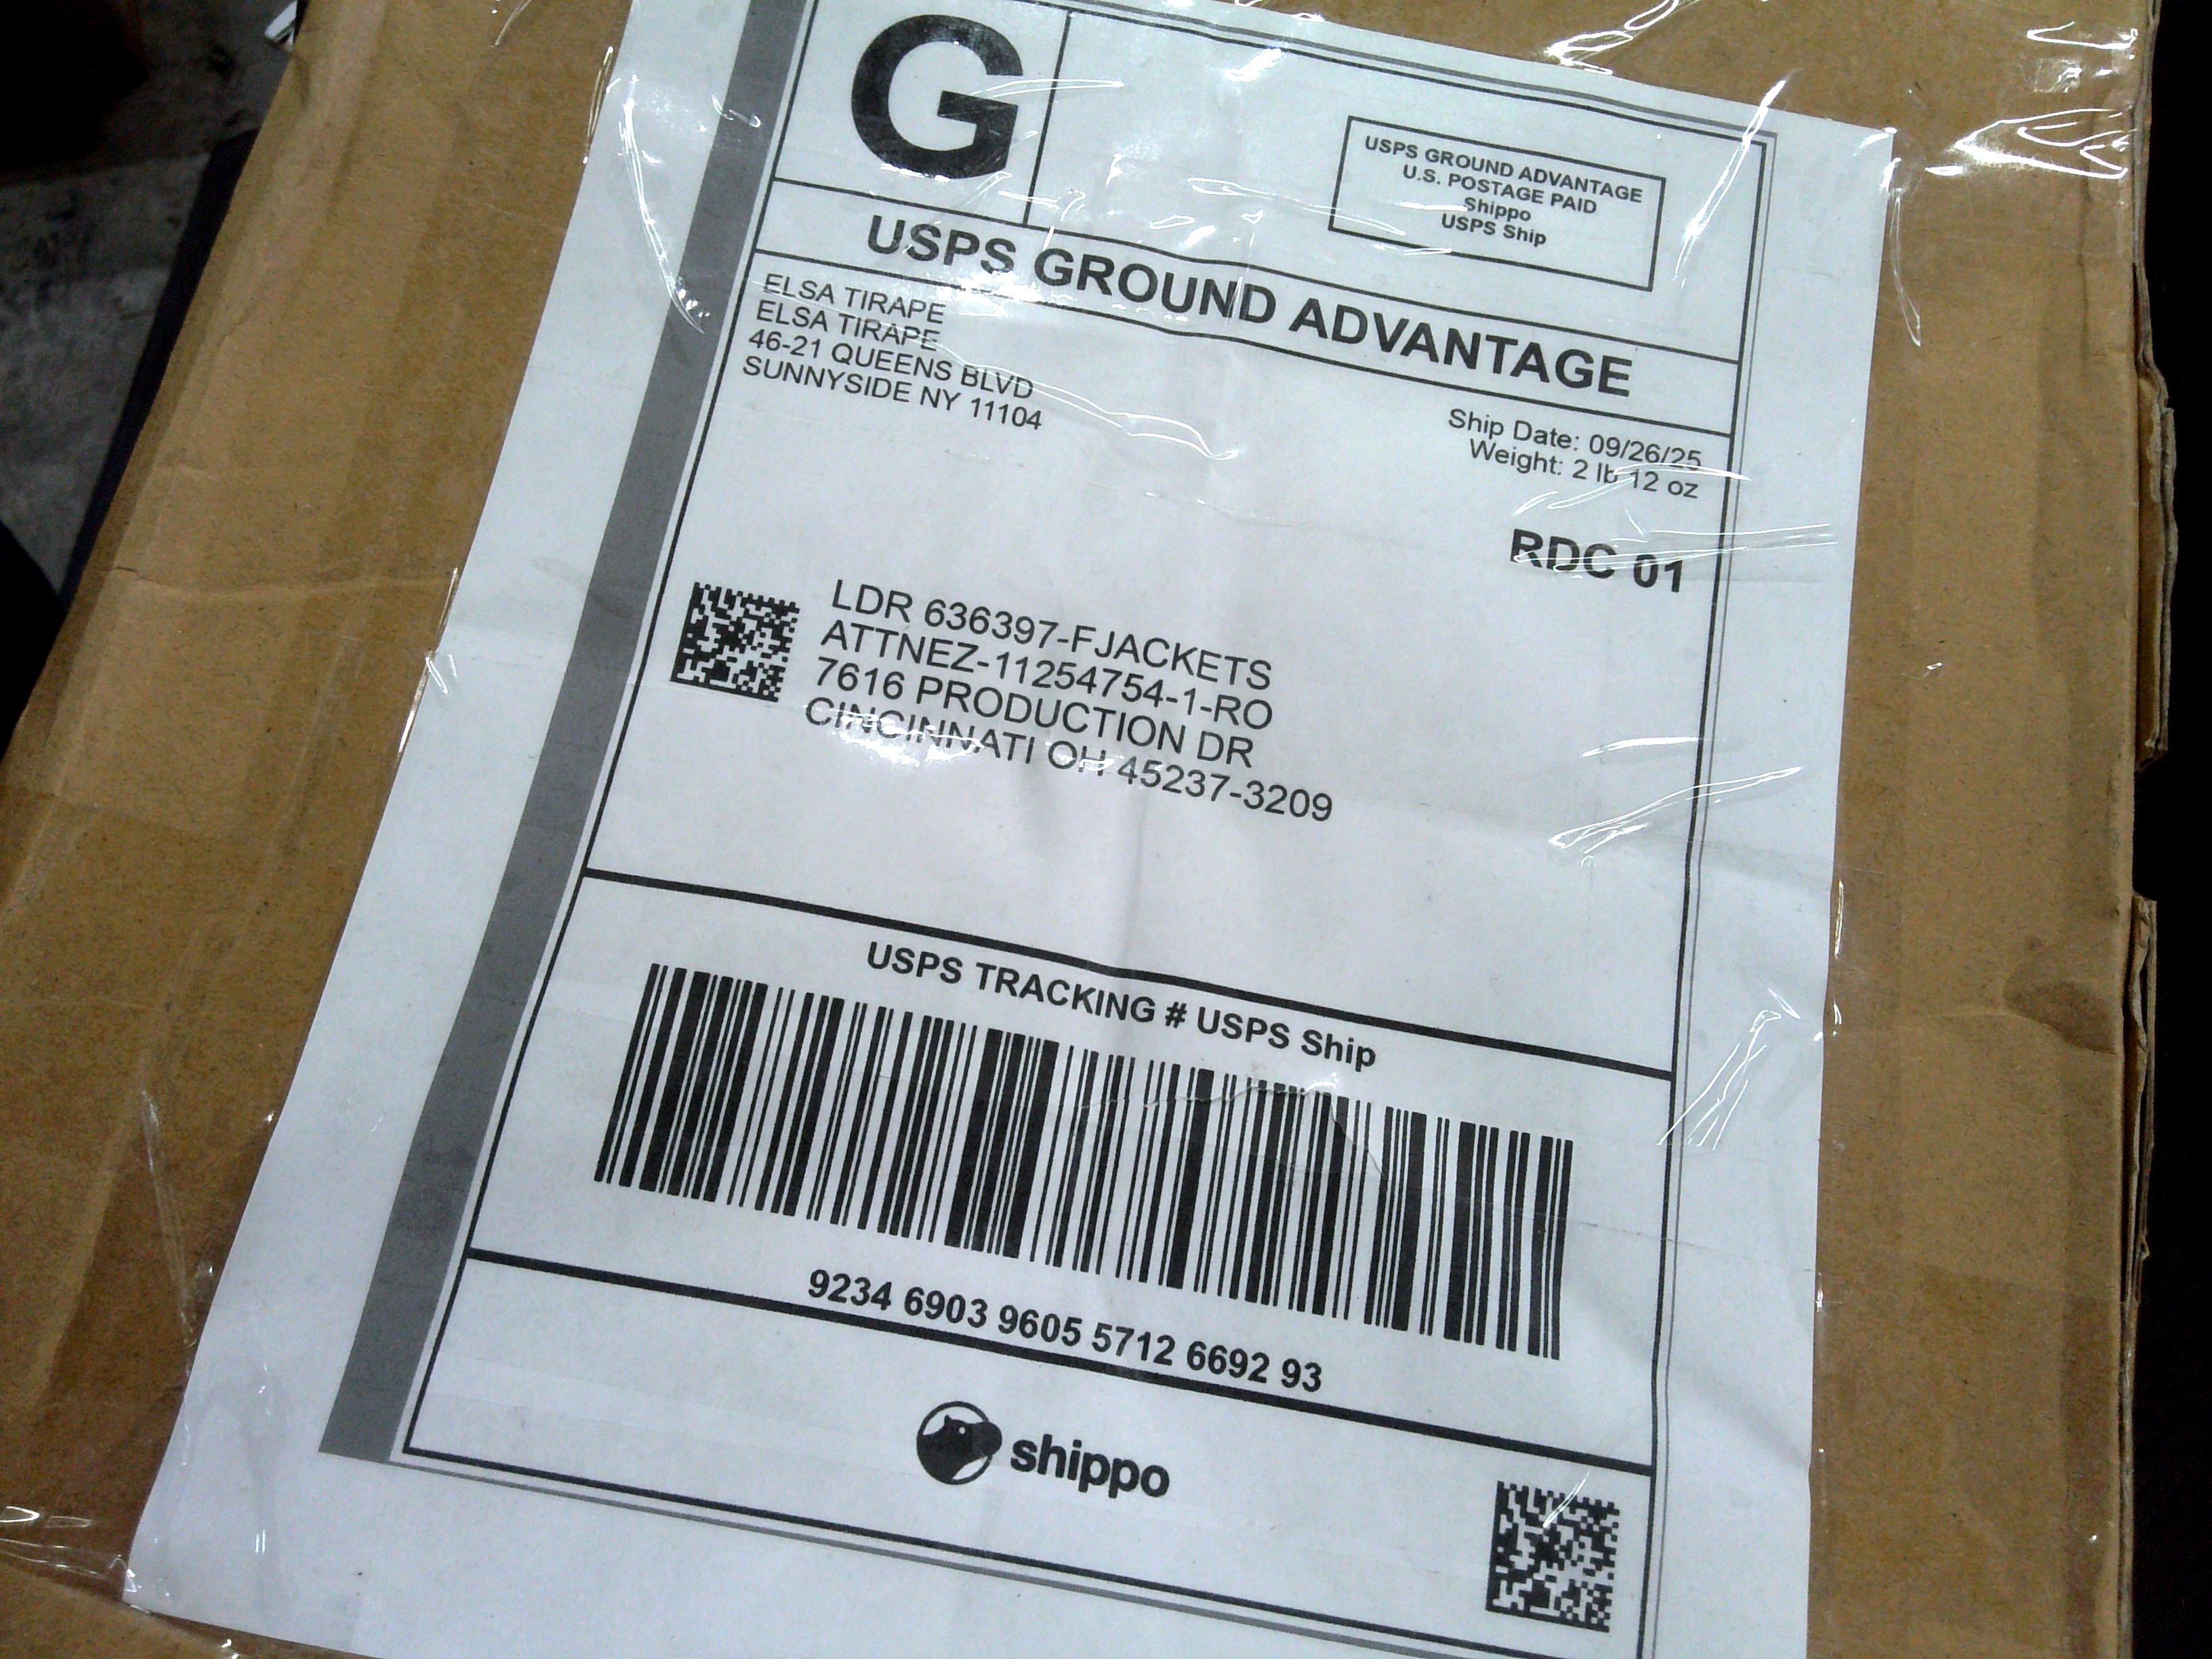 G
USPS GROUND ADVANTAGE
U.S. POSTAGE PAID
Shippo
USPS Ship
USPS GROUND ADVANTAGE
ELSA TIRAPE
ELSA TIRAPE
46-21 QUEENS BLVD
SUNNYSIDE NY 11104
Ship Date: 09/26/25
Weight: 2 lb 12 oz
RDC 01
LDR 636397-FJACKETS
ATTNEZ-11254754-1-RO
7616 PRODUCTION DR
CINCINNATI OH 45237-3209
USPS TRACKING # USPS Ship
9234 6903 9605 5712 6692 93
shippo